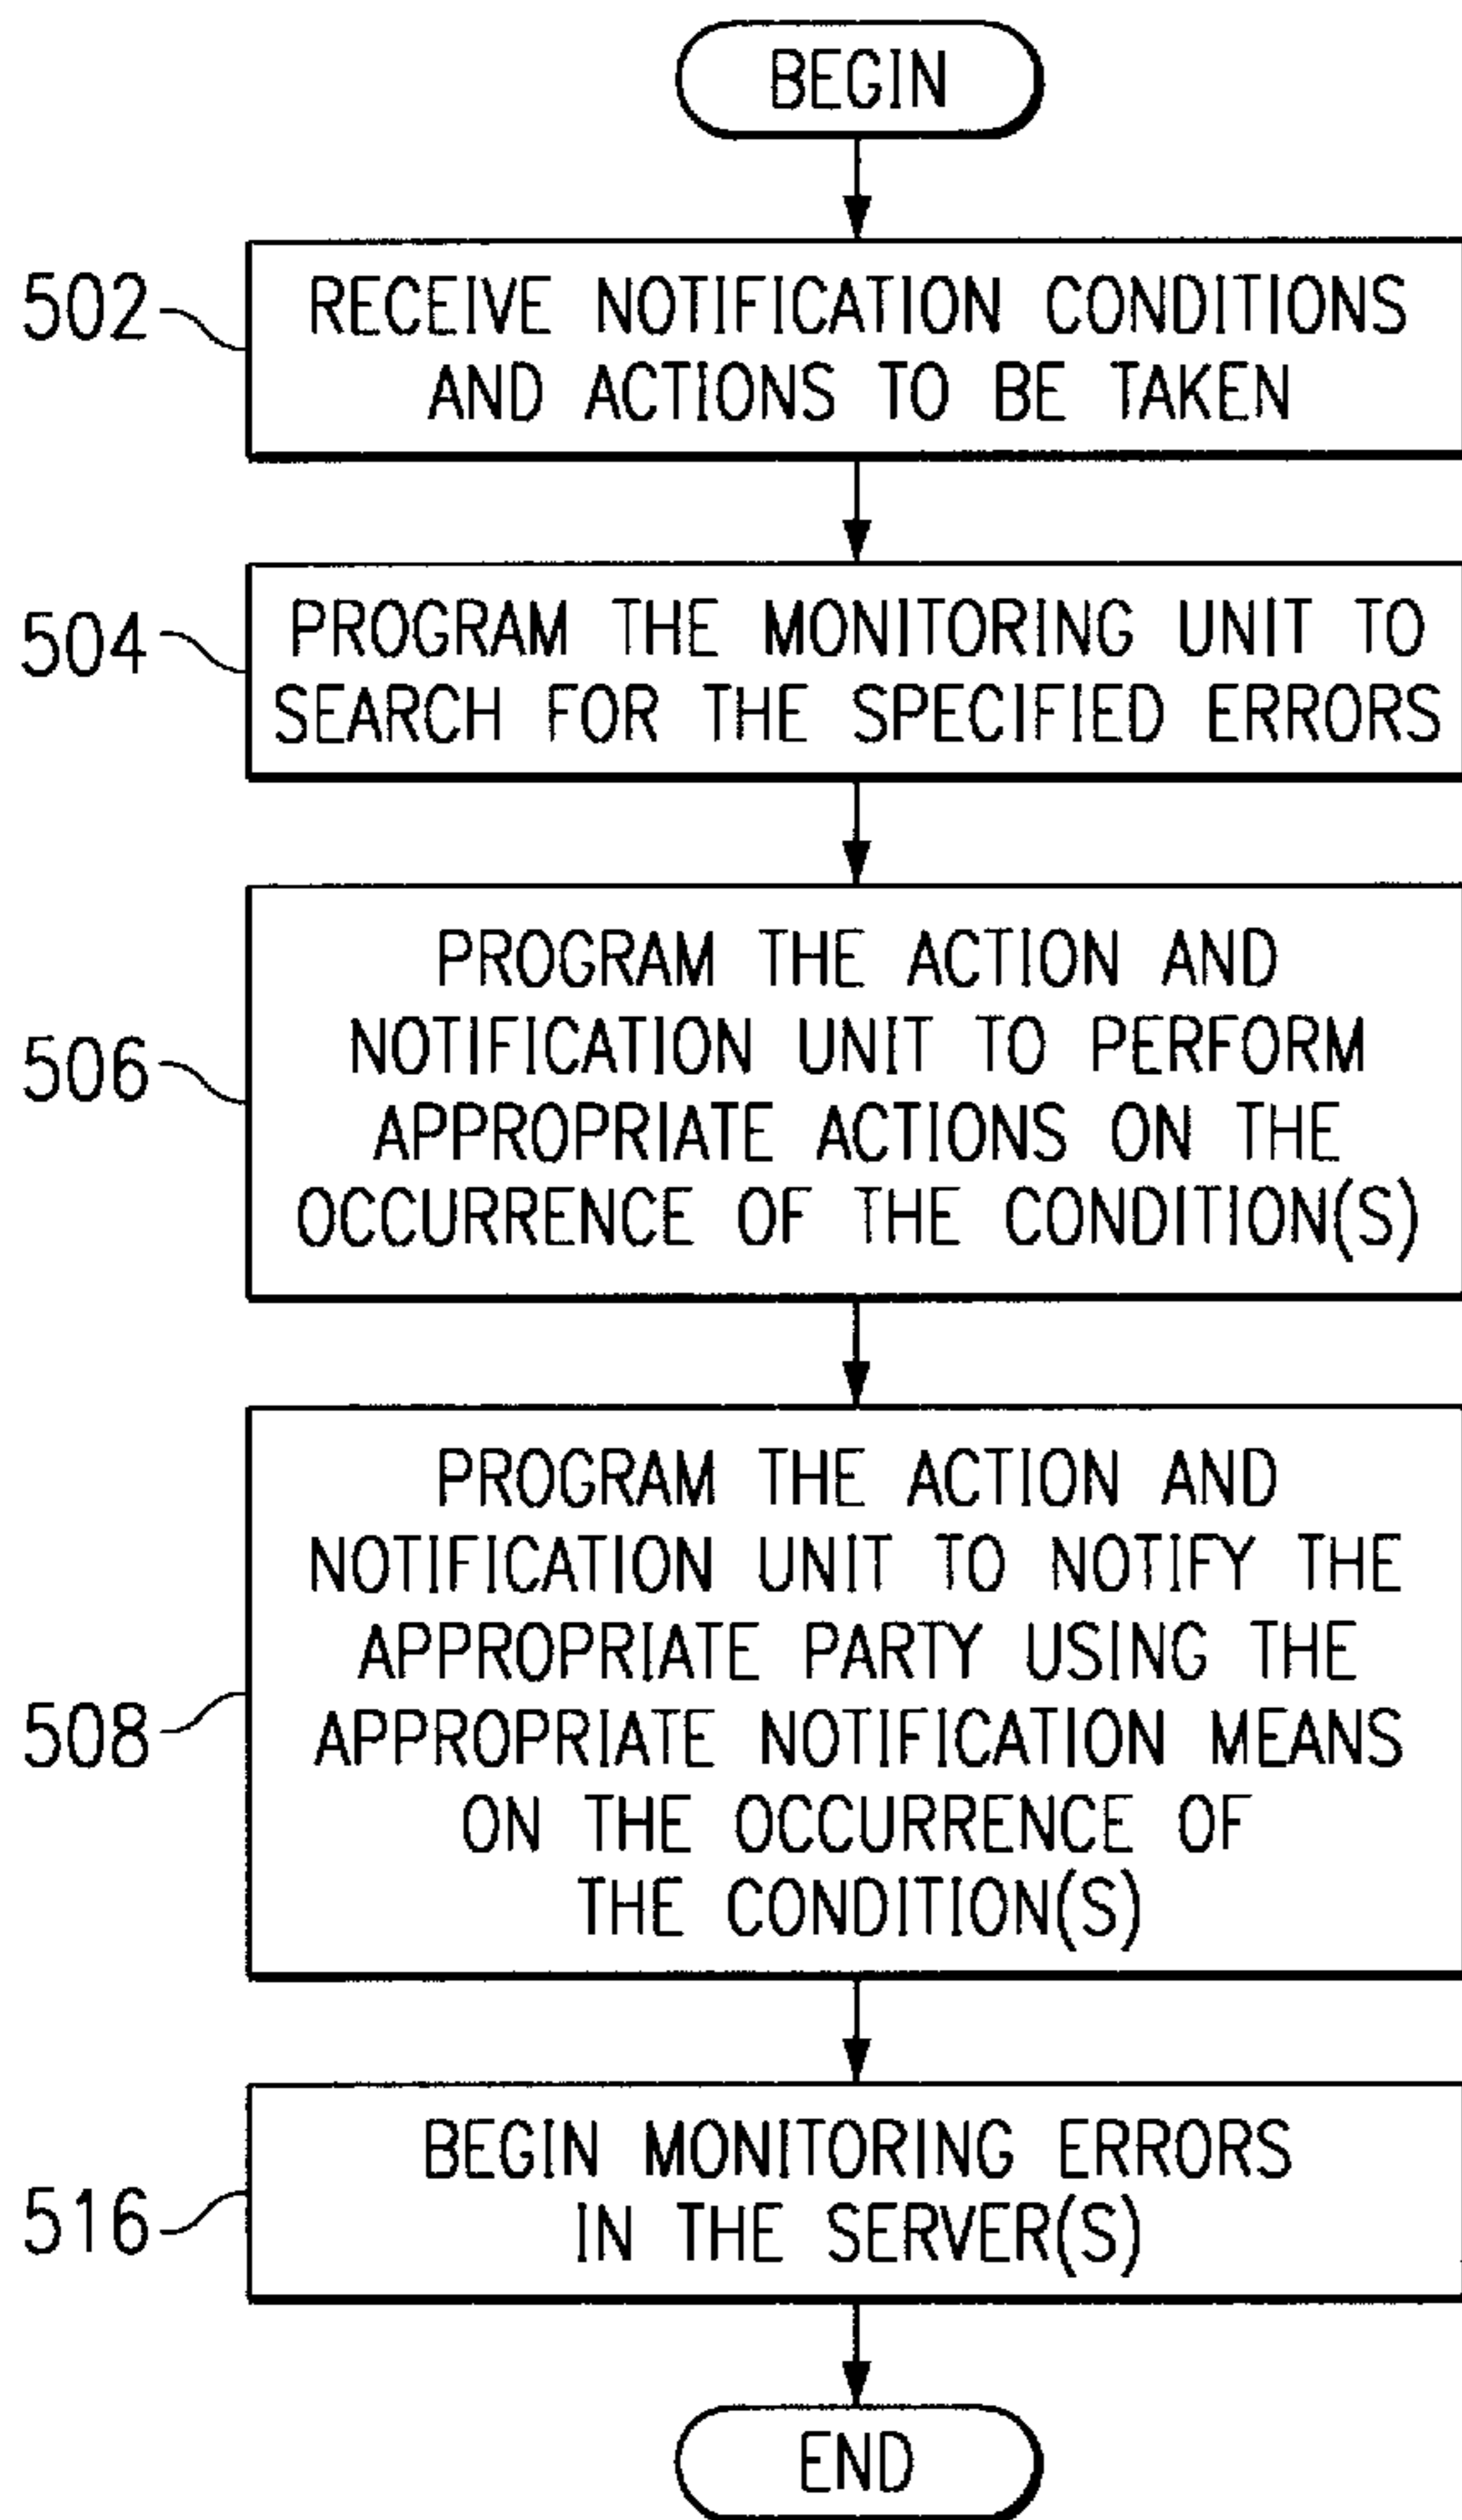 BEGIN
502
RECEIVE NOTIFICATION CONDITIONS
AND ACTIONS TO BE TAKEN
504
PROGRAM THE MONITORING UNIT TO
SEARCH FOR THE SPECIFIED ERRORS
506
PROGRAM THE ACTION AND
NOTIFICATION UNIT TO PERFORM
APPROPRIATE ACTIONS ON THE
OCCURRENCE OF THE CONDITION(S)
508
PROGRAM THE ACTION AND
NOTIFICATION UNIT TO NOTIFY THE
APPROPRIATE PARTY USING THE
APPROPRIATE NOTIFICATION MEANS
ON THE OCCURRENCE OF
THE CONDITION(S)
516
BEGIN MONITORING ERRORS
IN THE SERVER(S)
END